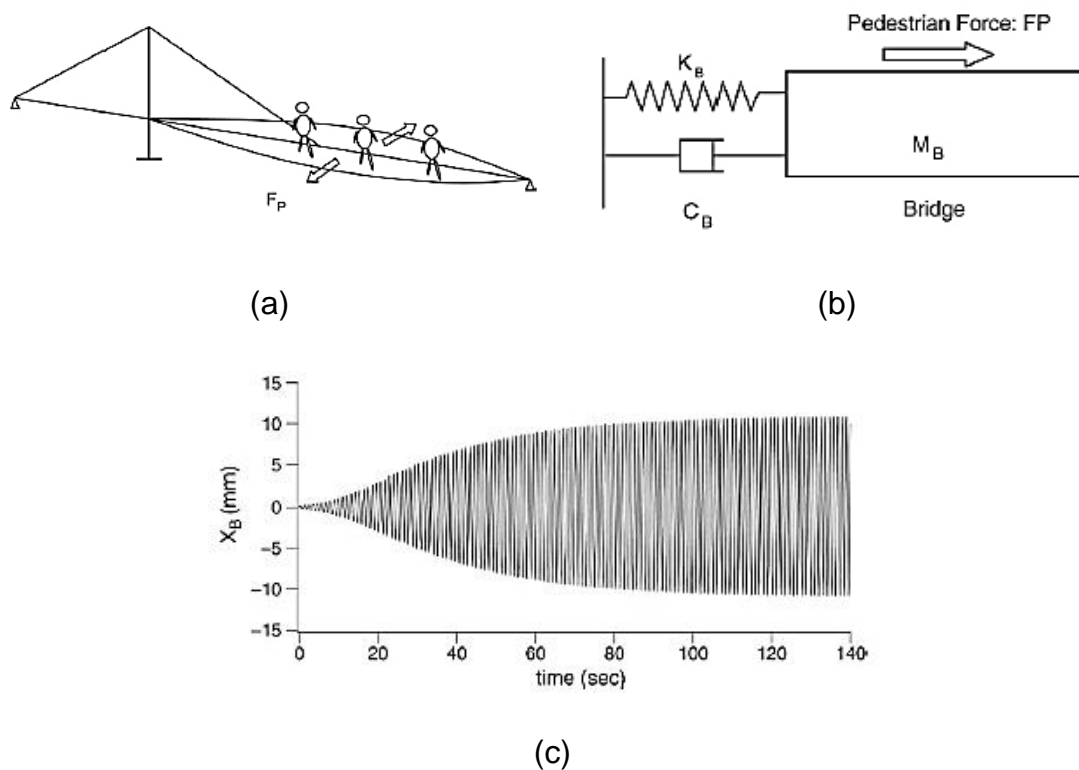 F_P
(a)
Pedestrian Force: FP
K_B
M_B
C_B
Bridge
(b)
15
10
5
0
−5
−10
−15
X_B (mm)
0 20 40 60 80 100 120 140
time (sec)
(c)